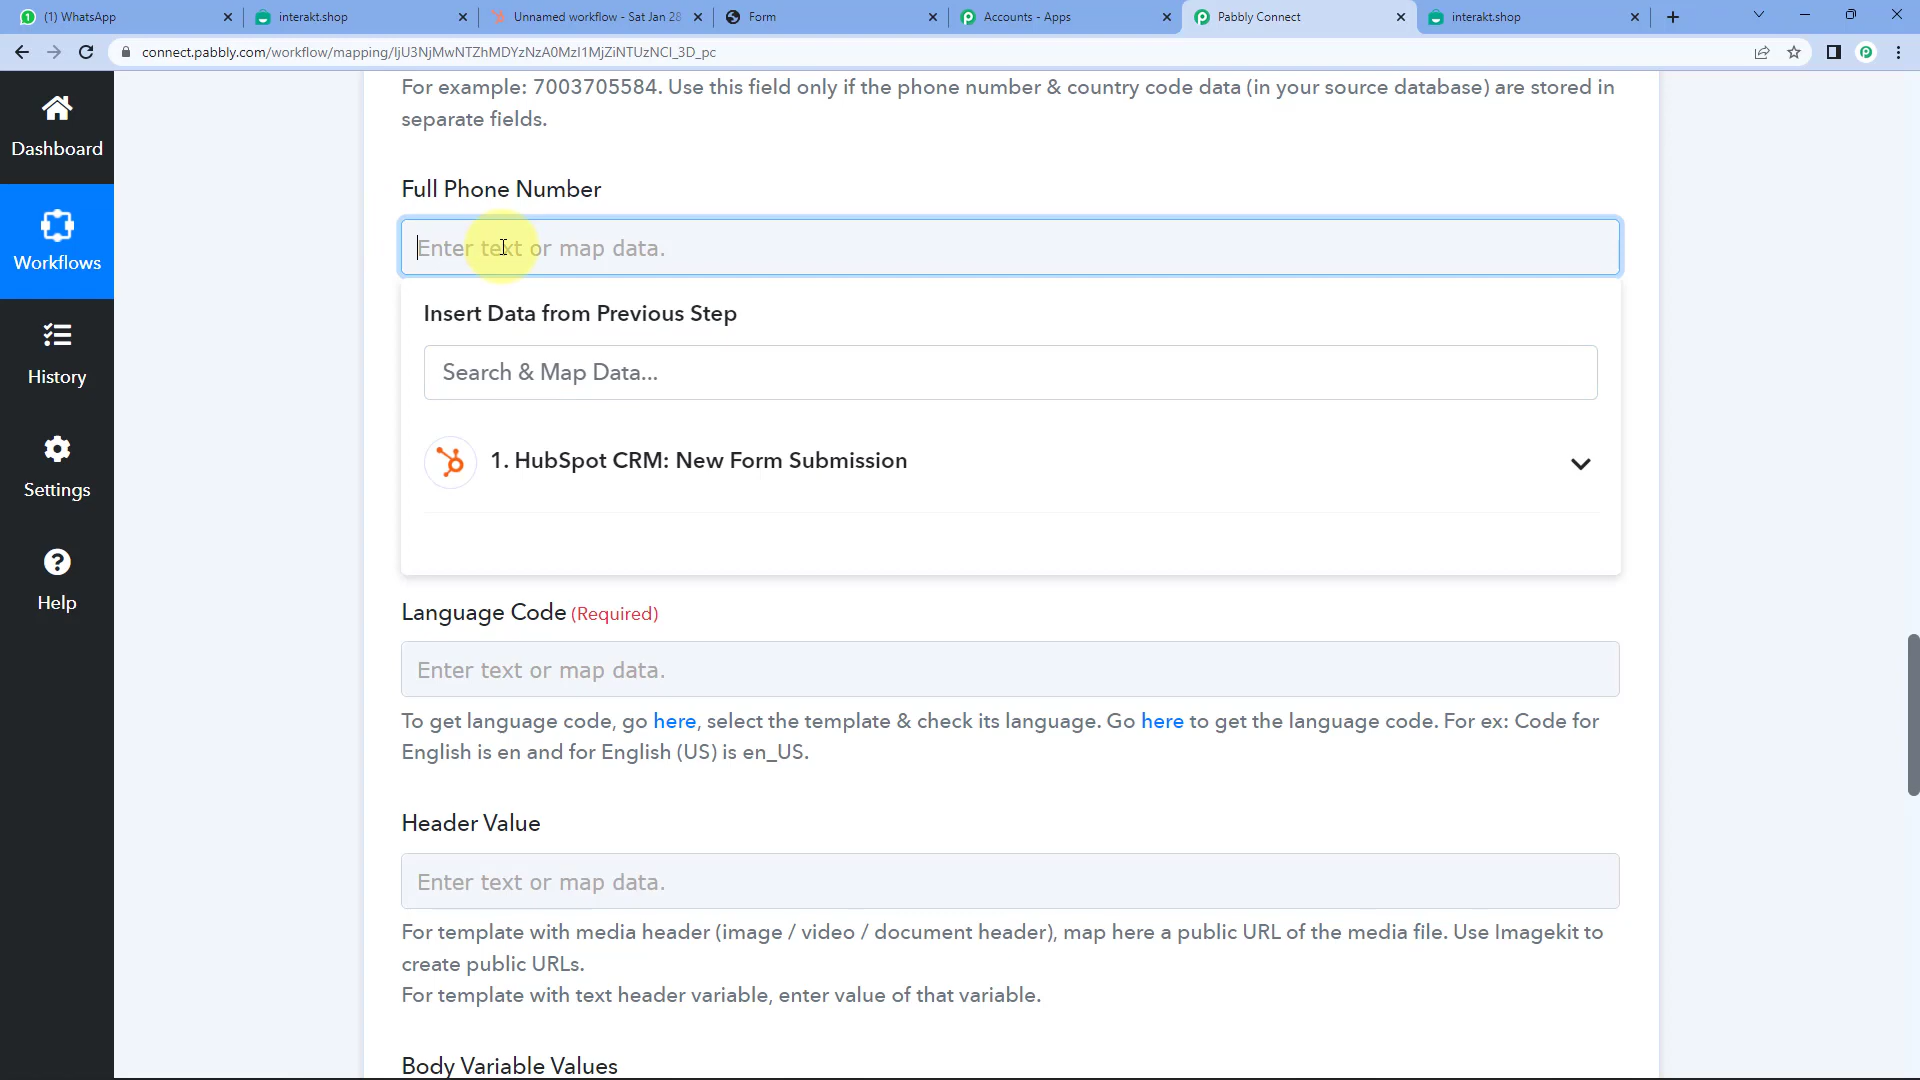 (1) WhatsApp
interakt.shop
Unnamed workflow - Sat Jan 28
Form
Accounts - Apps
Pabbly Connect
interakt.shop
connect.pabbly.com/workflow/mapping/IjU3NjMwNTZhMDYzNzA0MzI1MjZiNTUzNCI_3D_pc
Dashboard
Workflows
History
Settings
Help
For example: 7003705584. Use this field only if the phone number & country code data (in your source database) are stored in
separate fields.
Full Phone Number
Enter text or map data.
Insert Data from Previous Step
Search & Map Data...
1. HubSpot CRM: New Form Submission
Language Code (Required)
Enter text or map data.
To get language code, go here, select the template & check its language. Go here to get the language code. For ex: Code for
English is en and for English (US) is en_US.
Header Value
Enter text or map data.
For template with media header (image / video / document header), map here a public URL of the media file. Use Imagekit to
create public URLs.
For template with text header variable, enter value of that variable.
Body Variable Values